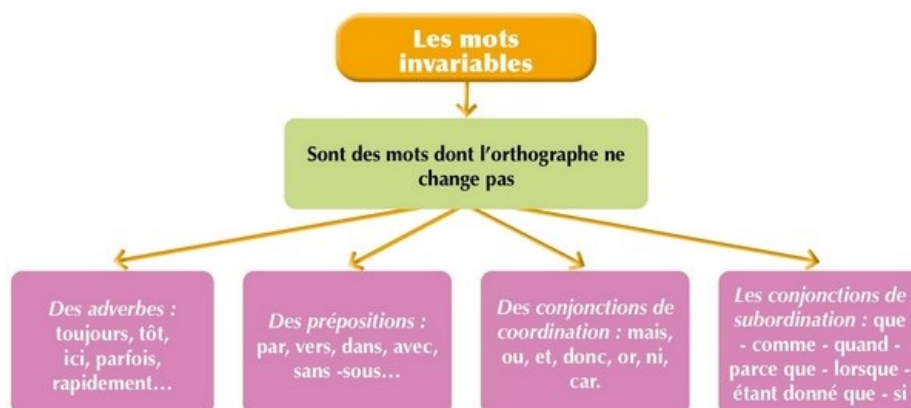 Les mots
invariables
Sont des mots dont l'orthographe ne
change pas
Des adverbes :
toujours, tôt,
ici, parfois,
rapidement...
Des prépositions :
par, vers, dans, avec,
sans -sous...
Des conjonctions de
coordination : mais,
ou, et, donc, or, ni,
car.
Les conjonctions de
subordination : que
- comme - quand -
parce que - lorsque -
étant donné que - si